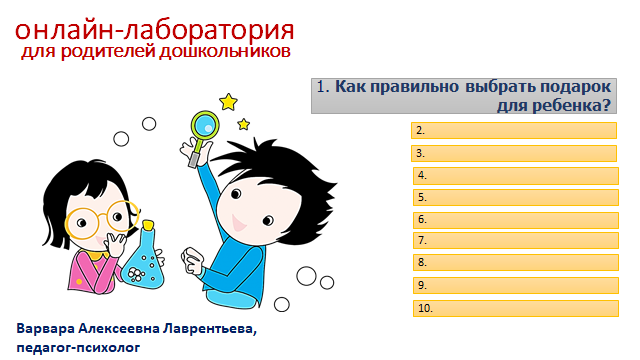 онлайн-лаборатория
для родителей дошкольников
1. Как правильно выбрать подарок
для ребенка?
2.
3.
4.
5.
6.
7.
8.
9.
10.
Варвара Алексеевна Лаврентьева,
педагог-психолог